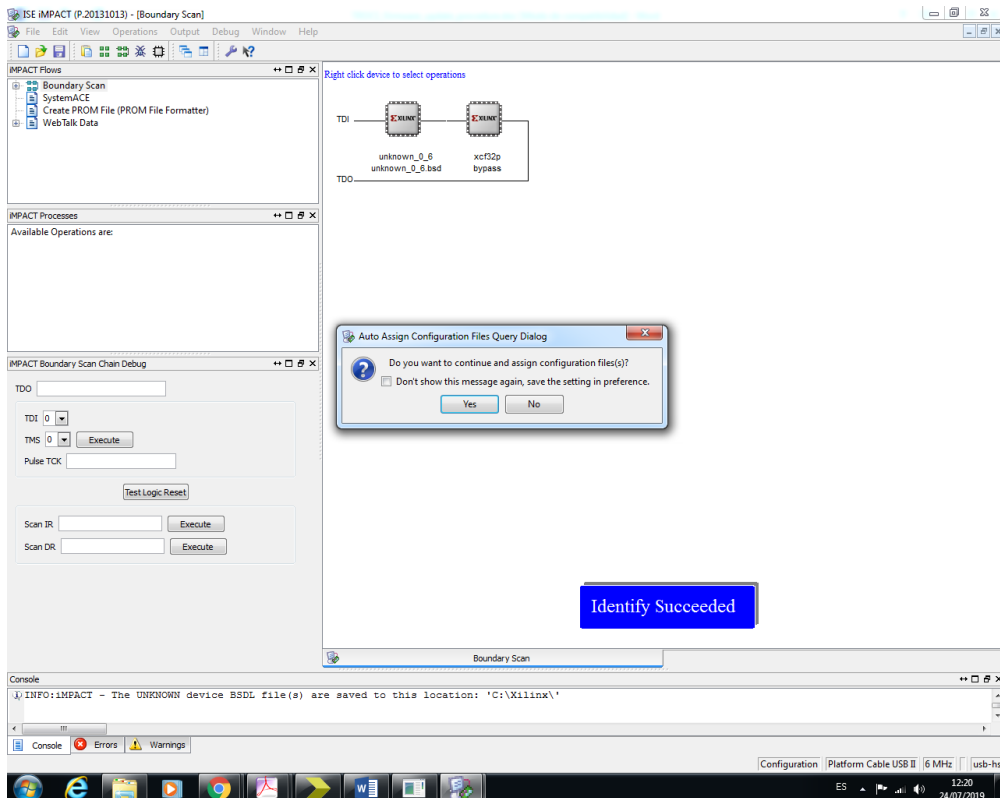 ISE iMPACT (P.20131013) - [Boundary Scan]
File Edit View Operations Output Debug Window Help
iMPACT Flows
Boundary Scan
SystemACE
Create PROM File (PROM File Formatter)
WebTalk Data
Right click device to select operations
TDI
XILINX XILINX
unknown_0_6 xcf32p
unknown_0_6.bsd bypass
TDO
iMPACT Processes
Available Operations are:
Auto Assign Configuration Files Query Dialog
Do you want to continue and assign configuration files(s)?
Don't show this message again, save the setting in preference.
Yes No
iMPACT Boundary Scan Chain Debug
TDO
TDI 0
TMS 0 Execute
Pulse TCK
Test Logic Reset
Scan IR Execute
Scan DR Execute
Identify Succeeded
Boundary Scan
Console
INFO:iMPACT - The UNKNOWN device BSDL file(s) are saved to this location: 'C:\Xilinx\'
Console Errors Warnings
Configuration Platform Cable USB II 6 MHz usb-hs
ES 12:20
24/07/2019